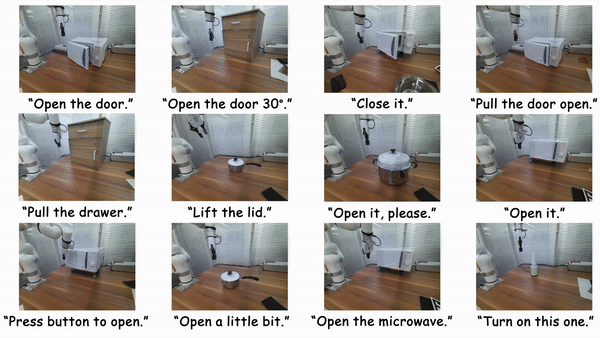 “Open the door.”
“Open the door 30°.”
“Close it.”
“Pull the door open.”
“Pull the drawer.”
“Lift the lid.”
“Open it, please.”
“Open it.”
“Press button to open.”
“Open a little bit.”
“Open the microwave.”
“Turn on this one.”